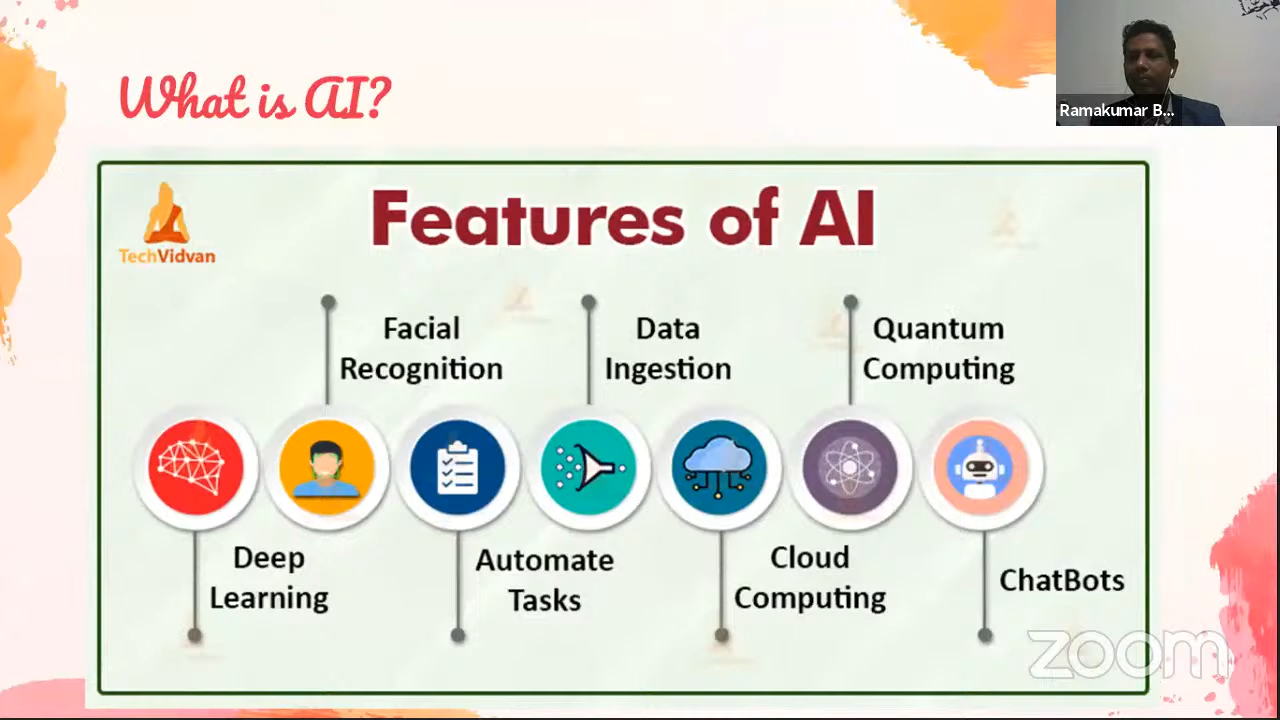 What is AI?
Ramakumar B...
Features of AI
TechVidvan
Facial
Recognition
Data
Ingestion
Quantum
Computing
Deep
Learning
Automate
Tasks
Cloud
Computing
ChatBots
zoom